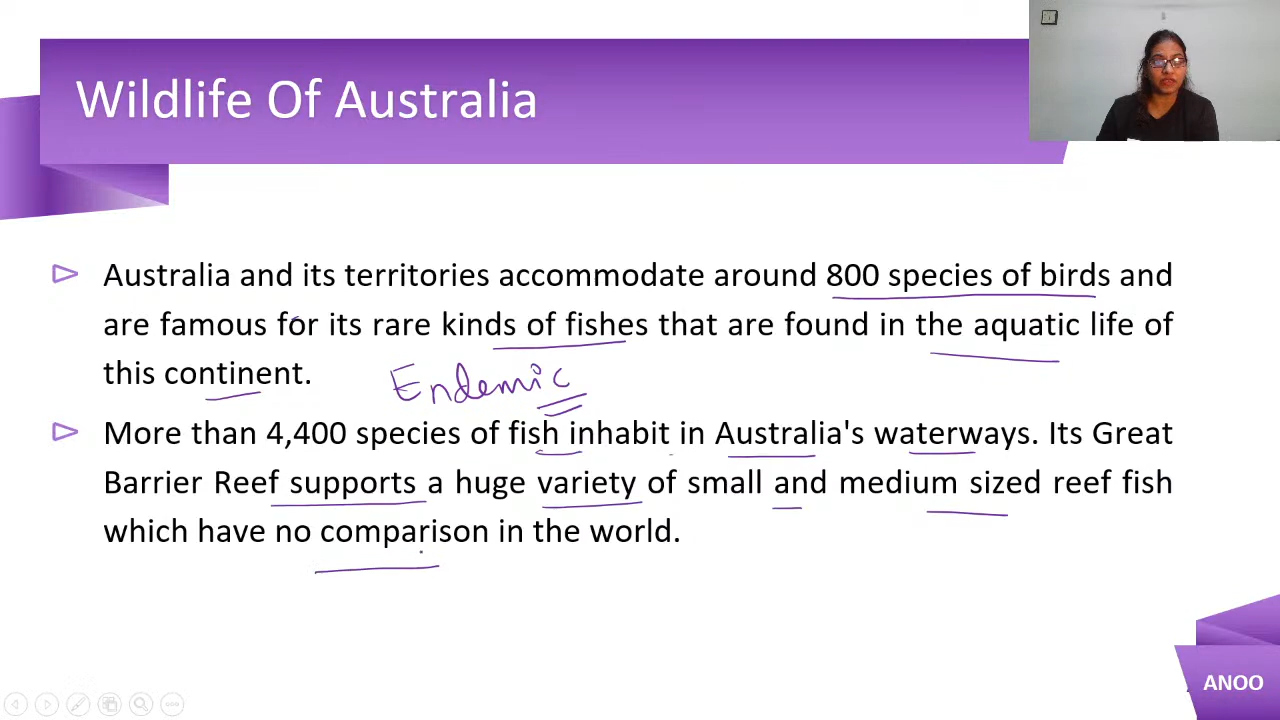 Wildlife Of Australia
Australia and its territories accommodate around 800 species of birds and
are famous for its rare kinds of fishes that are found in the aquatic life of
this continent.
Endemic
More than 4,400 species of fish inhabit in Australia's waterways. Its Great
Barrier Reef supports a huge variety of small and medium sized reef fish
which have no comparison in the world.
ANOO